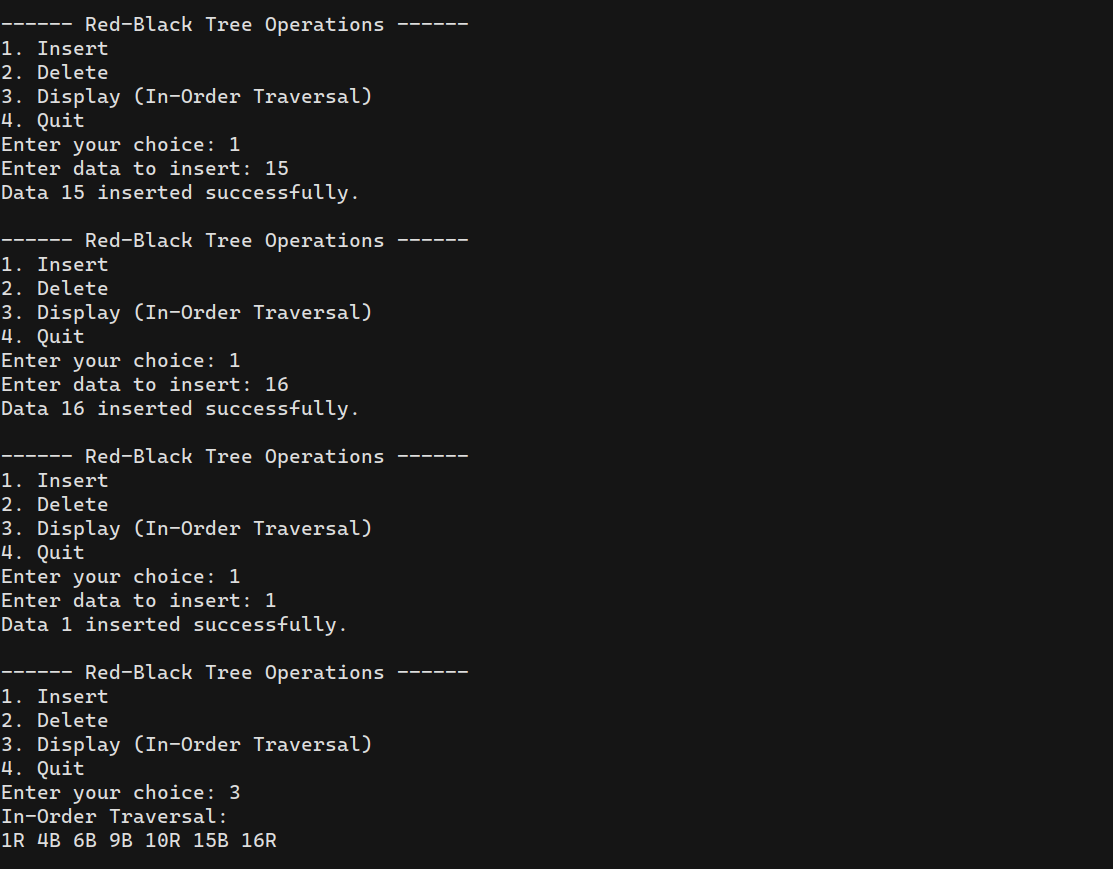 ------ Red-Black Tree Operations ------
1. Insert
2. Delete
3. Display (In-Order Traversal)
4. Quit
Enter your choice: 1
Enter data to insert: 15
Data 15 inserted successfully.

------ Red-Black Tree Operations ------
1. Insert
2. Delete
3. Display (In-Order Traversal)
4. Quit
Enter your choice: 1
Enter data to insert: 16
Data 16 inserted successfully.

------ Red-Black Tree Operations ------
1. Insert
2. Delete
3. Display (In-Order Traversal)
4. Quit
Enter your choice: 1
Enter data to insert: 1
Data 1 inserted successfully.

------ Red-Black Tree Operations ------
1. Insert
2. Delete
3. Display (In-Order Traversal)
4. Quit
Enter your choice: 3
In-Order Traversal:
1R 4B 6B 9B 10R 15B 16R